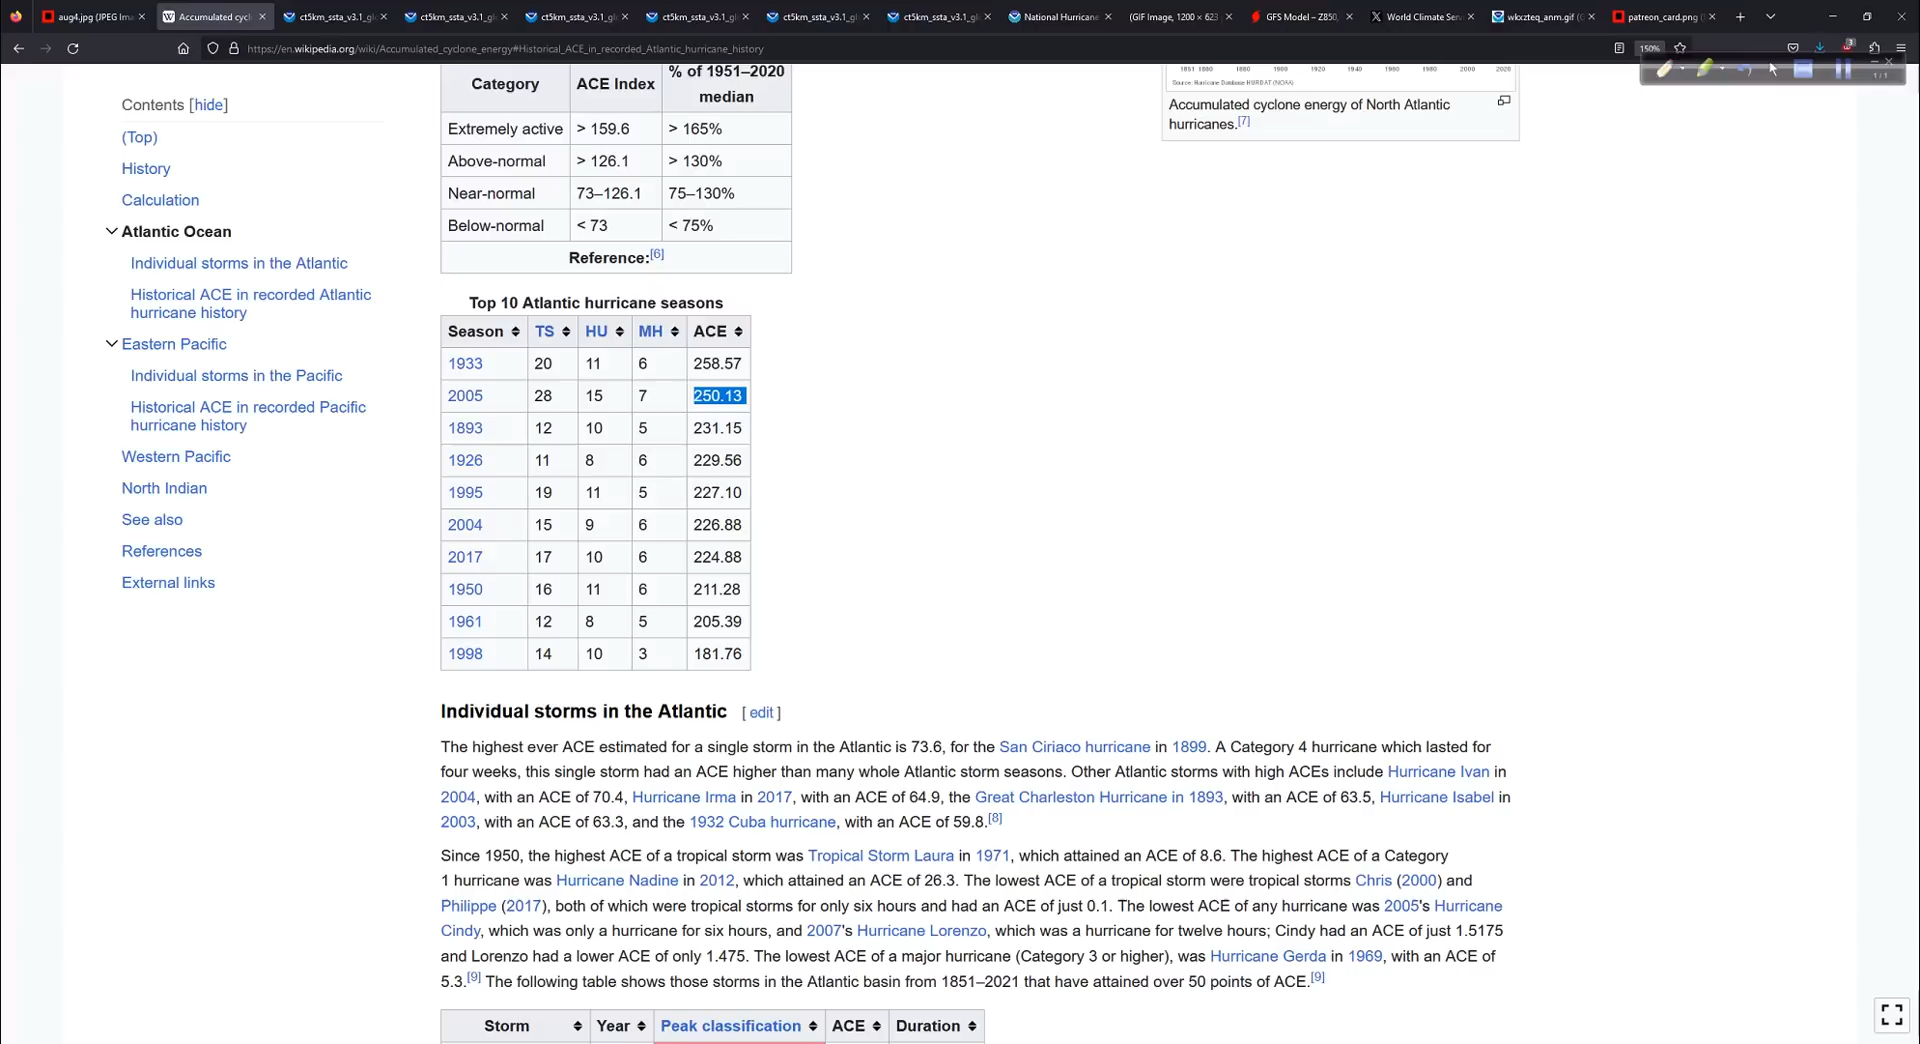 aug4.jpg (JPEG Ima
Accumulated cycl
ct5km_ssta_v3.1_gl
ct5km_ssta_v3.1_gl
ct5km_ssta_v3.1_gl
ct5km_ssta_v3.1_gl
ct5km_ssta_v3.1_gl
ct5km_ssta_v3.1_gl
National Hurricane
(GIF Image, 1200 × 623
GFS Model – Z850,
World Climate Serv
wkxzteq_anm.gif (G
patreon_card.png (I
https://en.wikipedia.org/wiki/Accumulated_cyclone_energy#Historical_ACE_in_recorded_Atlantic_hurricane_history
150%
3
1/1
Contents [hide]
(Top)
History
Calculation
Atlantic Ocean
Individual storms in the Atlantic
Historical ACE in recorded Atlantic
hurricane history
Eastern Pacific
Individual storms in the Pacific
Historical ACE in recorded Pacific
hurricane history
Western Pacific
North Indian
See also
References
External links
Category ACE Index % of 1951–2020 median
Extremely active > 159.6 > 165%
Above-normal > 126.1 > 130%
Near-normal 73–126.1 75–130%
Below-normal < 73 < 75%
Reference:[6]
1851 1880 1880 1900 1920 1940 1960 1980 2000 2020
Source: Hurricane Database HURDAT (NOAA)
Accumulated cyclone energy of North Atlantic
hurricanes.[7]
Top 10 Atlantic hurricane seasons
Season TS HU MH ACE
1933 20 11 6 258.57
2005 28 15 7 250.13
1893 12 10 5 231.15
1926 11 8 6 229.56
1995 19 11 5 227.10
2004 15 9 6 226.88
2017 17 10 6 224.88
1950 16 11 6 211.28
1961 12 8 5 205.39
1998 14 10 3 181.76
Individual storms in the Atlantic [ edit ]
The highest ever ACE estimated for a single storm in the Atlantic is 73.6, for the San Ciriaco hurricane in 1899. A Category 4 hurricane which lasted for
four weeks, this single storm had an ACE higher than many whole Atlantic storm seasons. Other Atlantic storms with high ACEs include Hurricane Ivan in
2004, with an ACE of 70.4, Hurricane Irma in 2017, with an ACE of 64.9, the Great Charleston Hurricane in 1893, with an ACE of 63.5, Hurricane Isabel in
2003, with an ACE of 63.3, and the 1932 Cuba hurricane, with an ACE of 59.8.[8]
Since 1950, the highest ACE of a tropical storm was Tropical Storm Laura in 1971, which attained an ACE of 8.6. The highest ACE of a Category
1 hurricane was Hurricane Nadine in 2012, which attained an ACE of 26.3. The lowest ACE of a tropical storm were tropical storms Chris (2000) and
Philippe (2017), both of which were tropical storms for only six hours and had an ACE of just 0.1. The lowest ACE of any hurricane was 2005's Hurricane
Cindy, which was only a hurricane for six hours, and 2007's Hurricane Lorenzo, which was a hurricane for twelve hours; Cindy had an ACE of just 1.5175
and Lorenzo had a lower ACE of only 1.475. The lowest ACE of a major hurricane (Category 3 or higher), was Hurricane Gerda in 1969, with an ACE of
5.3.[9] The following table shows those storms in the Atlantic basin from 1851–2021 that have attained over 50 points of ACE.[9]
Storm Year Peak classification ACE Duration